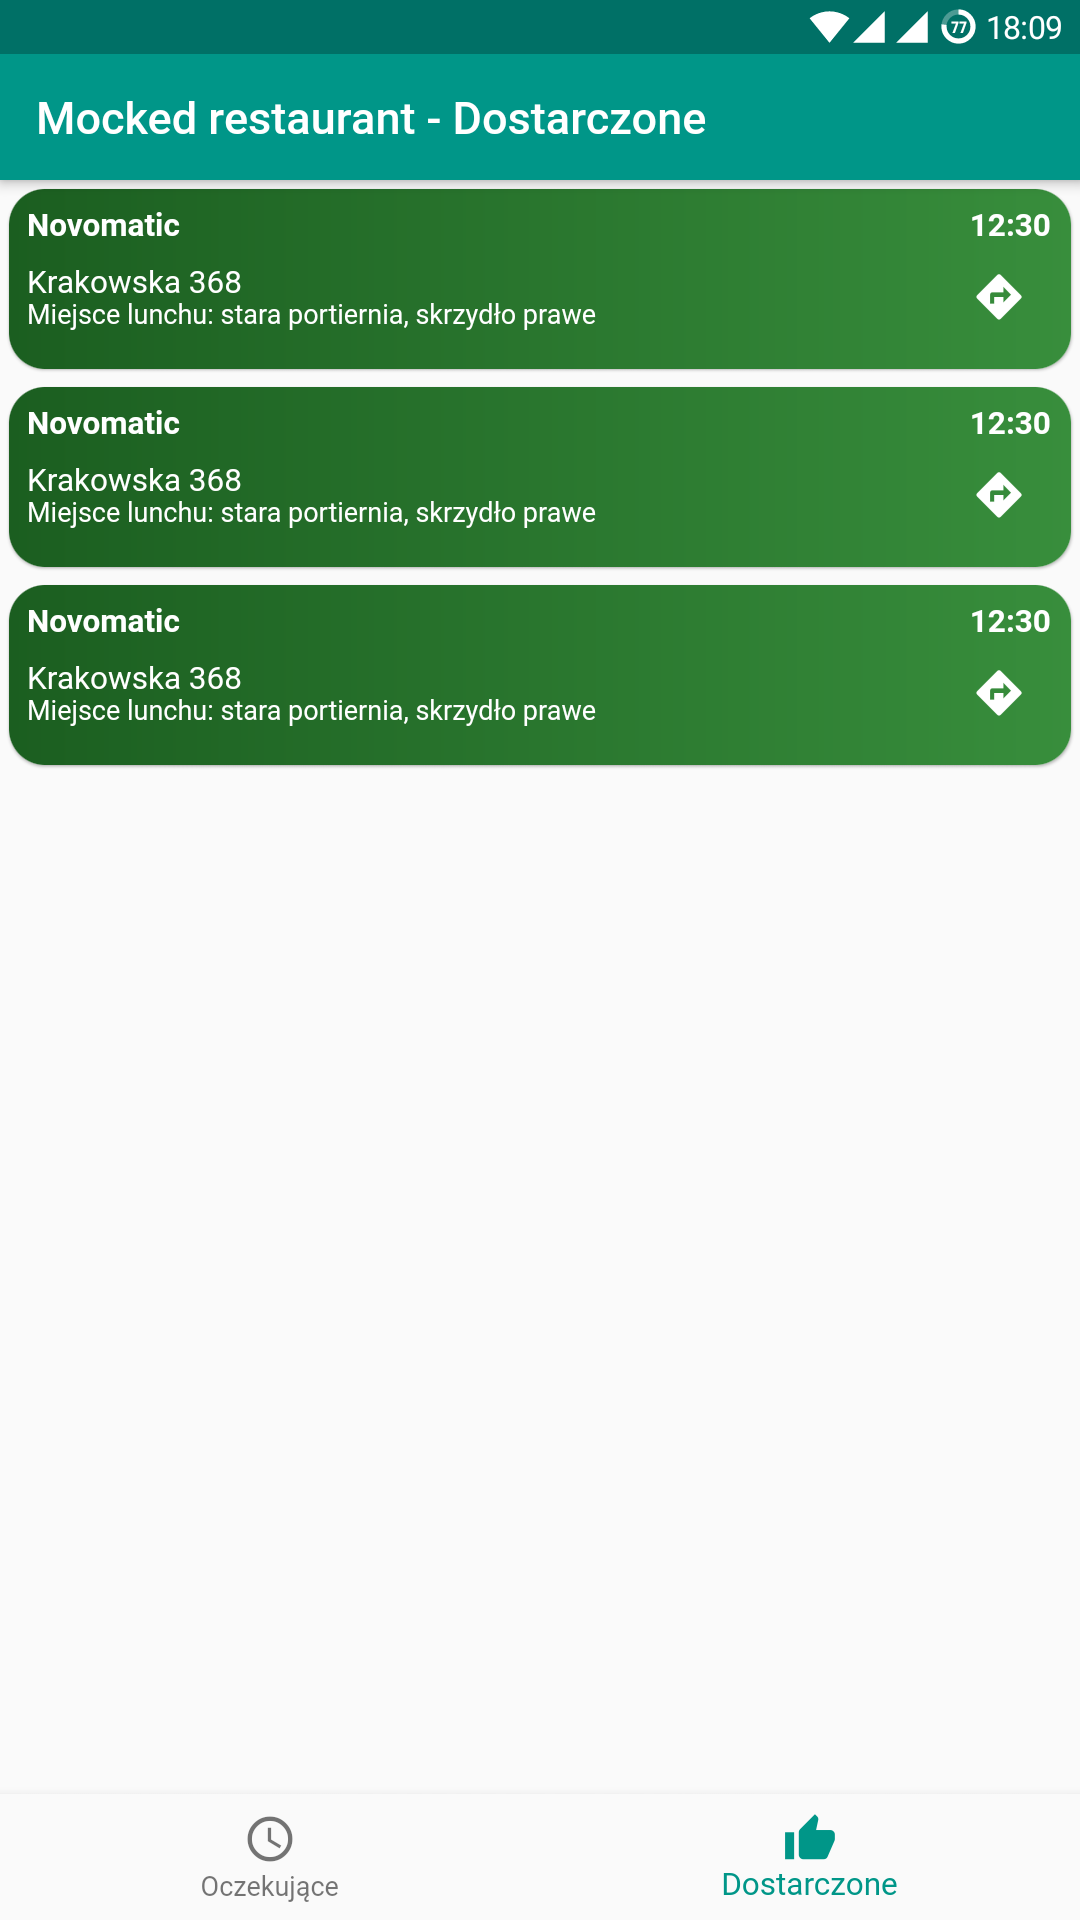 77 18:09
Mocked restaurant - Dostarczone
Novomatic 12:30
Krakowska 368
Miejsce lunchu: stara portiernia, skrzydło prawe
Novomatic 12:30
Krakowska 368
Miejsce lunchu: stara portiernia, skrzydło prawe
Novomatic 12:30
Krakowska 368
Miejsce lunchu: stara portiernia, skrzydło prawe
Oczekujące Dostarczone